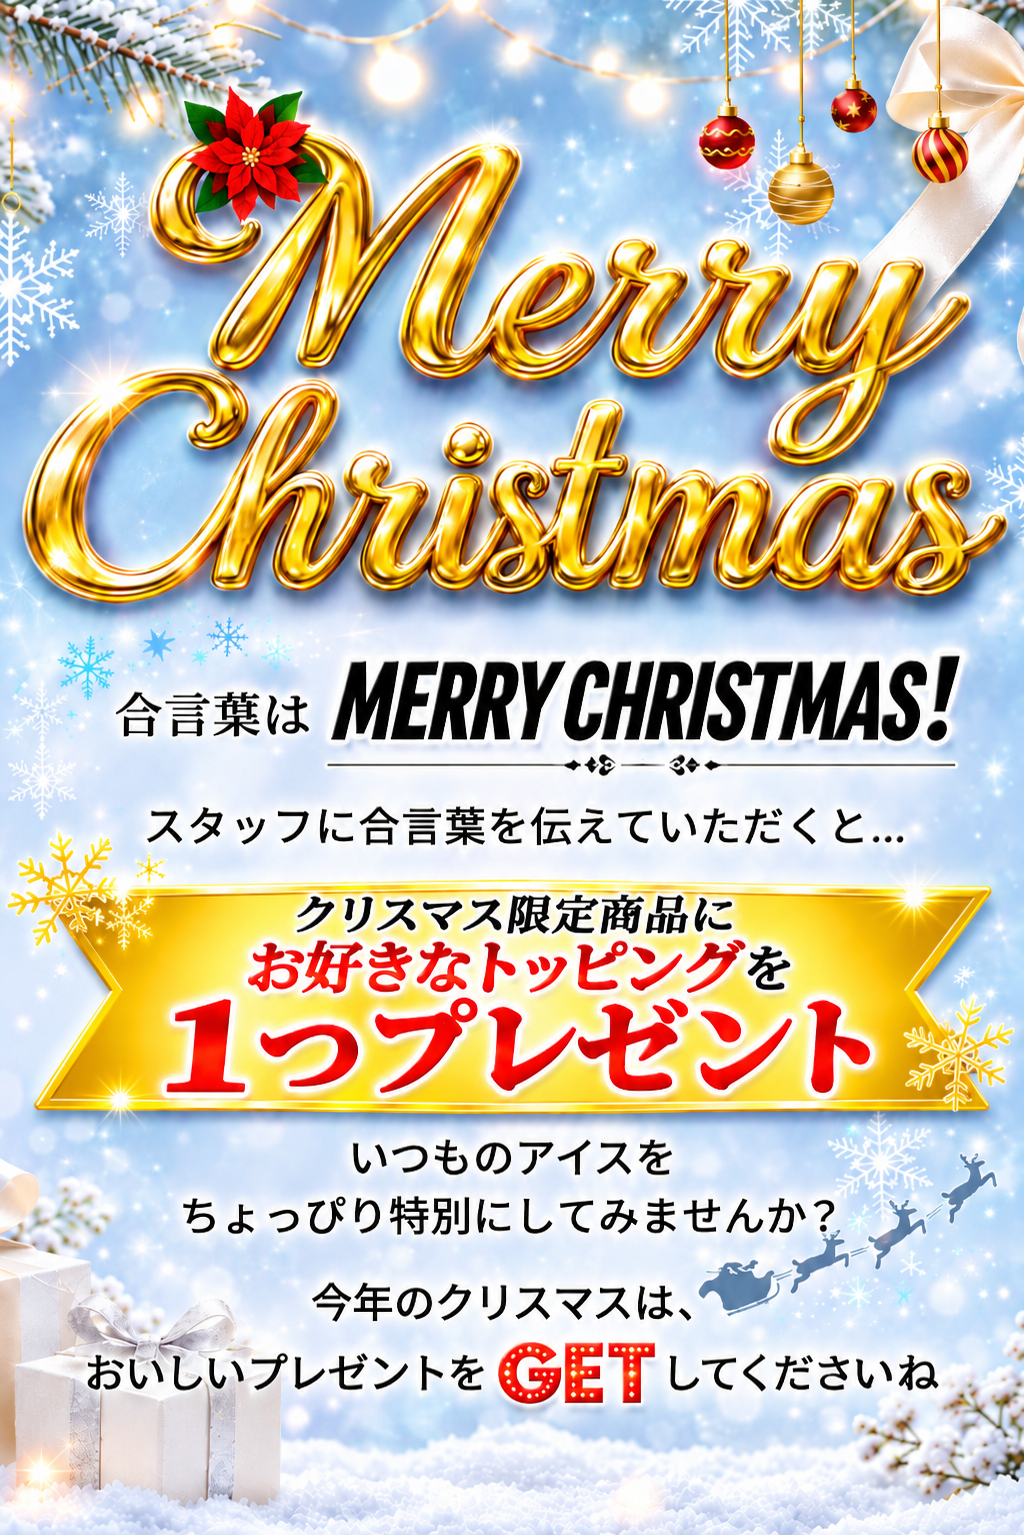 Merry
Christmas
合言葉は MERRY CHRISTMAS!
スタッフに合言葉を伝えていただくと...
クリスマス限定商品に
お好きなトッピングを
1つプレゼント
いつものアイスを
ちょっぴり特別にしてみませんか？
今年のクリスマスは、
おいしいプレゼントを GET してくださいね